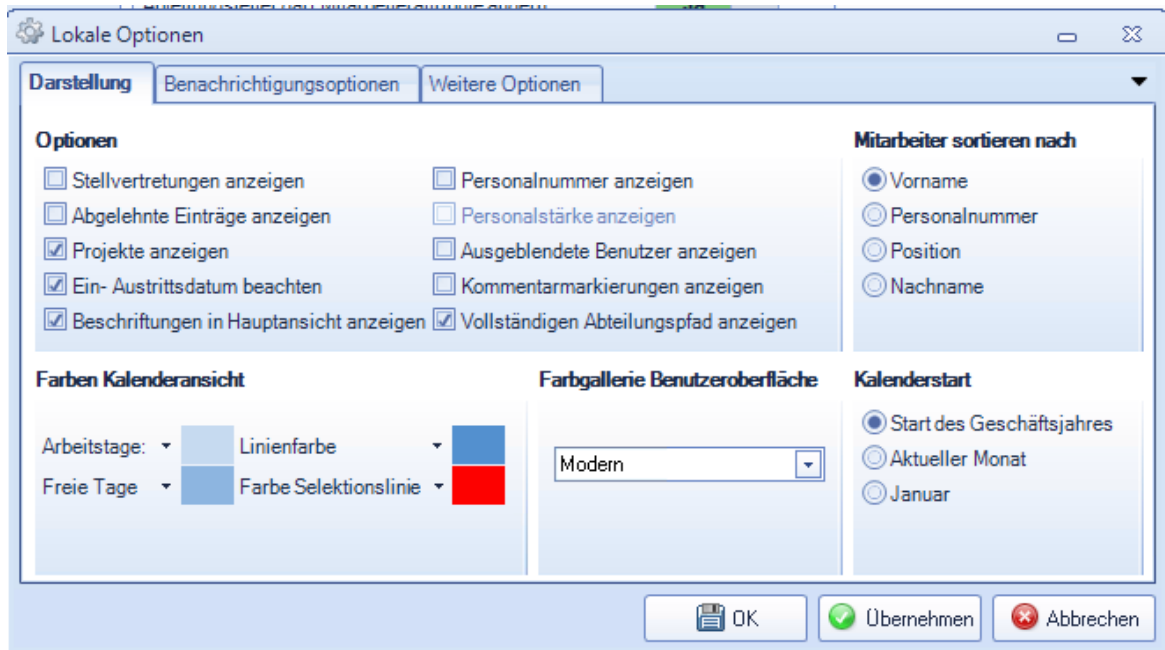 Lokale Optionen
Darstellung Benachrichtigungsoptionen Weitere Optionen
Optionen
Stellvertretungen anzeigen
Abgelehnte Einträge anzeigen
Projekte anzeigen
Ein- Austrittsdatum beachten
Beschriftungen in Hauptansicht anzeigen
Personalnummer anzeigen
Personalstärke anzeigen
Ausgeblendete Benutzer anzeigen
Kommentarmarkierungen anzeigen
Vollständigen Abteilungspfad anzeigen
Mitarbeiter sortieren nach
Vorname
Personalnummer
Position
Nachname
Farben Kalenderansicht
Arbeitstage: Linienfarbe
Freie Tage Farbe Selektionslinie
Farbgallerie Benutzeroberfläche
Modern
Kalenderstart
Start des Geschäftsjahres
Aktueller Monat
Januar
OK Übernehmen Abbrechen